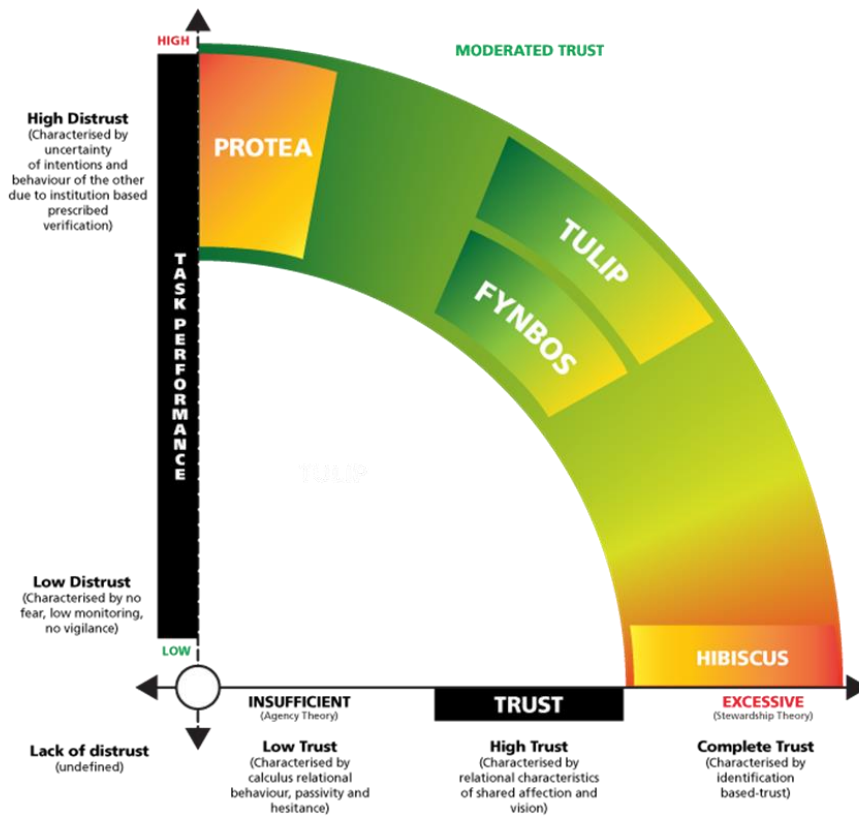 HIGH
MODERATED TRUST
High Distrust
(Characterised by
uncertainty
of intentions and
behaviour of the other
due to institution based
prescribed
verification)
PROTEA
TULIP
FYNBOS
TASK PERFORMANCE
TULIP
Low Distrust
(Characterised by no
fear, low monitoring,
no vigilance)
LOW
HIBISCUS
INSUFFICIENT
(Agency Theory)
TRUST
EXCESSIVE
(Stewardship Theory)
Lack of distrust
(undefined)
Low Trust
(Characterised by
calculus relational
behaviour, passivity and
hesitance)
High Trust
(Characterised by
relational characteristics
of shared affection and
vision)
Complete Trust
(Characterised by
identification
based-trust)